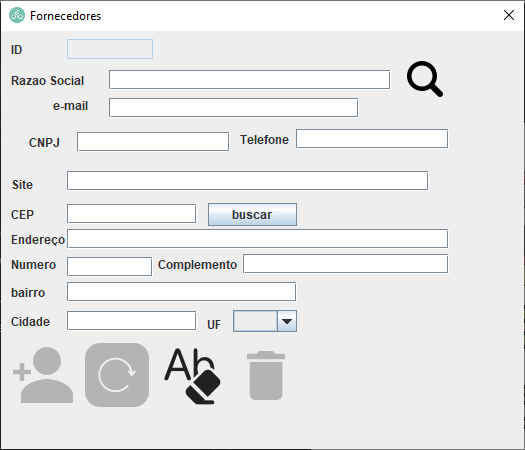 Fornecedores
ID
Razao Social
e-mail
CNPJ Telefone
Site
CEP buscar
Endereço
Numero Complemento
bairro
Cidade UF
Ab